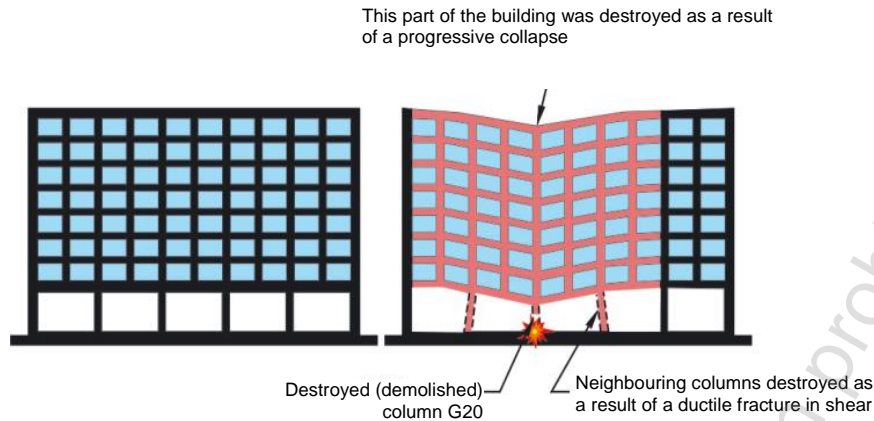 This part of the building was destroyed as a result
of a progressive collapse
Destroyed (demolished)
column G20
Neighbouring columns destroyed as
a result of a ductile fracture in shear